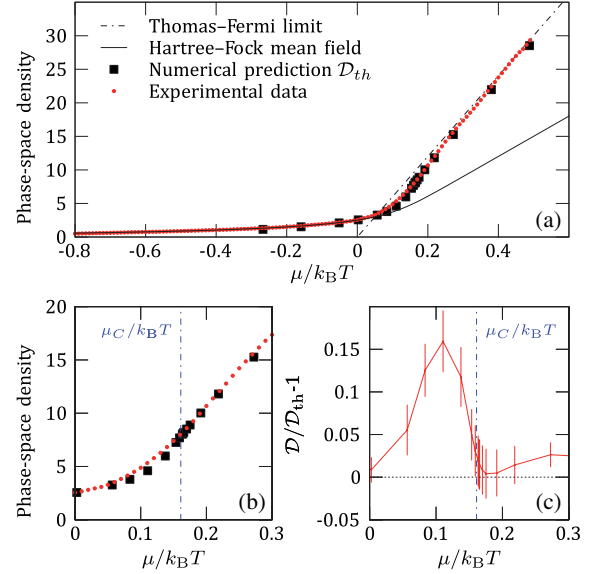 Thomas–Fermi limit
Hartree–Fock mean field
Numerical prediction 𝒟th
Experimental data
Phase-space density
35
30
25
20
15
10
5
0
-0.8 -0.6 -0.4 -0.2 0 0.2 0.4
(a)
μ/kBT
μC/kBT
Phase-space density
20
15
10
5
0
0 0.1 0.2 0.3
(b)
μ/kBT
μC/kBT
𝒟/𝒟th-1
0.15
0.10
0.05
0
-0.05
0 0.1 0.2 0.3
(c)
μ/kBT